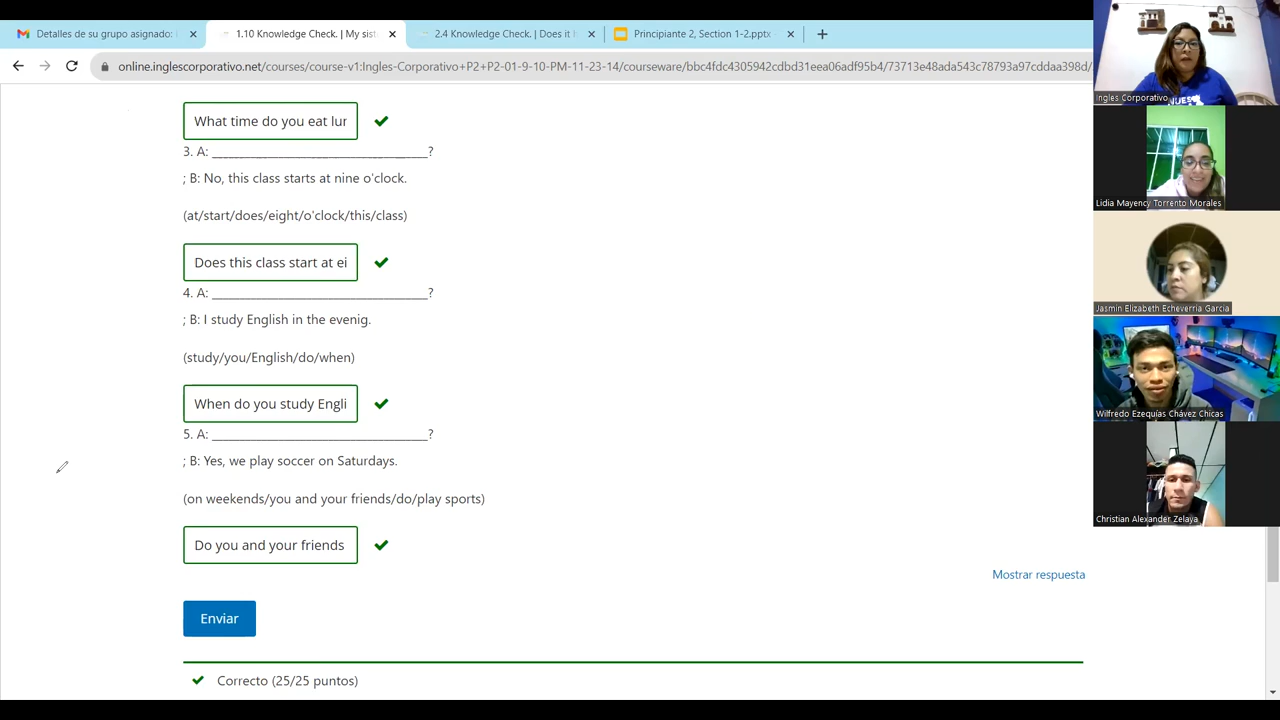 Detalles de su grupo asignado:
1.10 Knowledge Check. | My sist
2.4 Knowledge Check. | Does it h
Principiante 2, Section 1-2.pptx
online.inglescorporativo.net/courses/course-v1:Ingles-Corporativo+P2+P2-01-9-10-PM-11-23-14/courseware/bbc4fdc4305942cdbd31eea06adf95b4/73713e48ada543c78793a97cddaa398d/
What time do you eat lur
3. A: ______________________________?
; B: No, this class starts at nine o'clock.
(at/start/does/eight/o'clock/this/class)
Does this class start at ei
4. A: ______________________________?
; B: I study English in the evenig.
(study/you/English/do/when)
When do you study Engli
5. A: ______________________________?
; B: Yes, we play soccer on Saturdays.
(on weekends/you and your friends/do/play sports)
Do you and your friends
Mostrar respuesta
Enviar
Correcto (25/25 puntos)
Ingles Corporativo
Lidia Mayency Torrento Morales
Jasmin Elizabeth Echeverria Garcia
Wilfredo Ezequías Chávez Chicas
Christian Alexander Zelaya